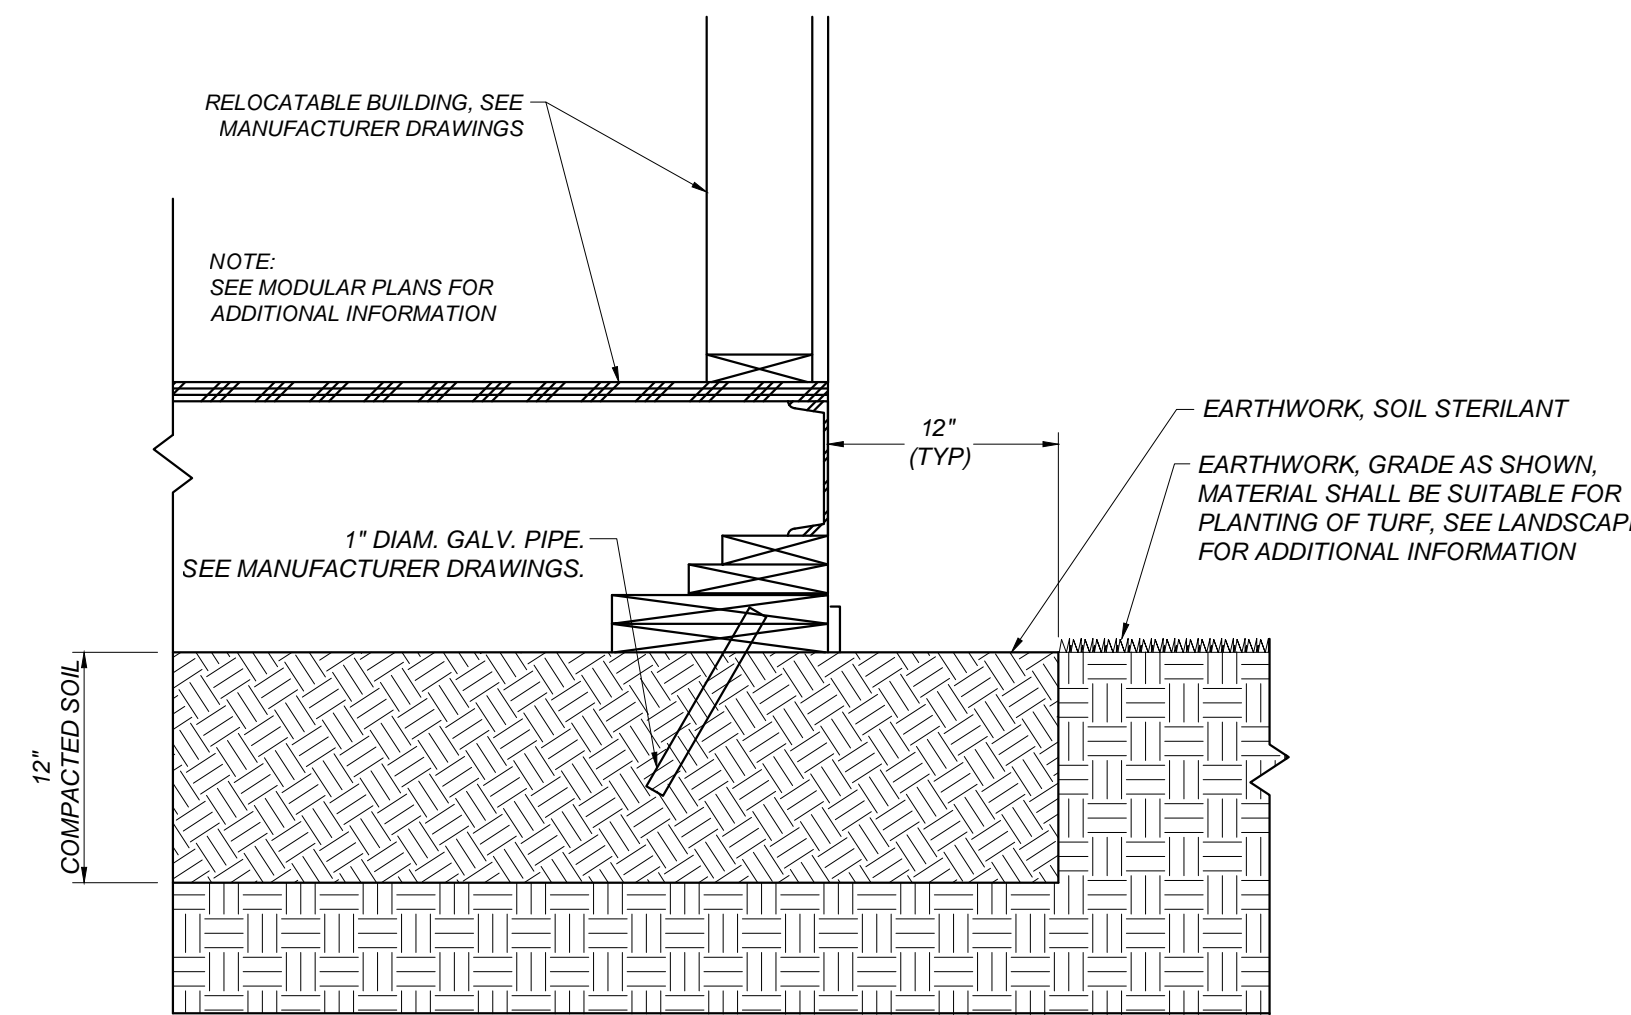 RELOCATABLE BUILDING, SEE
MANUFACTURER DRAWINGS
NOTE:
SEE MODULAR PLANS FOR
ADDITIONAL INFORMATION
12"
(TYP)
EARTHWORK, SOIL STERILANT
EARTHWORK, GRADE AS SHOWN,
MATERIAL SHALL BE SUITABLE FOR
PLANTING OF TURF, SEE LANDSCAP
FOR ADDITIONAL INFORMATION
1" DIAM. GALV. PIPE.
SEE MANUFACTURER DRAWINGS.
12"
COMPACTED SOIL